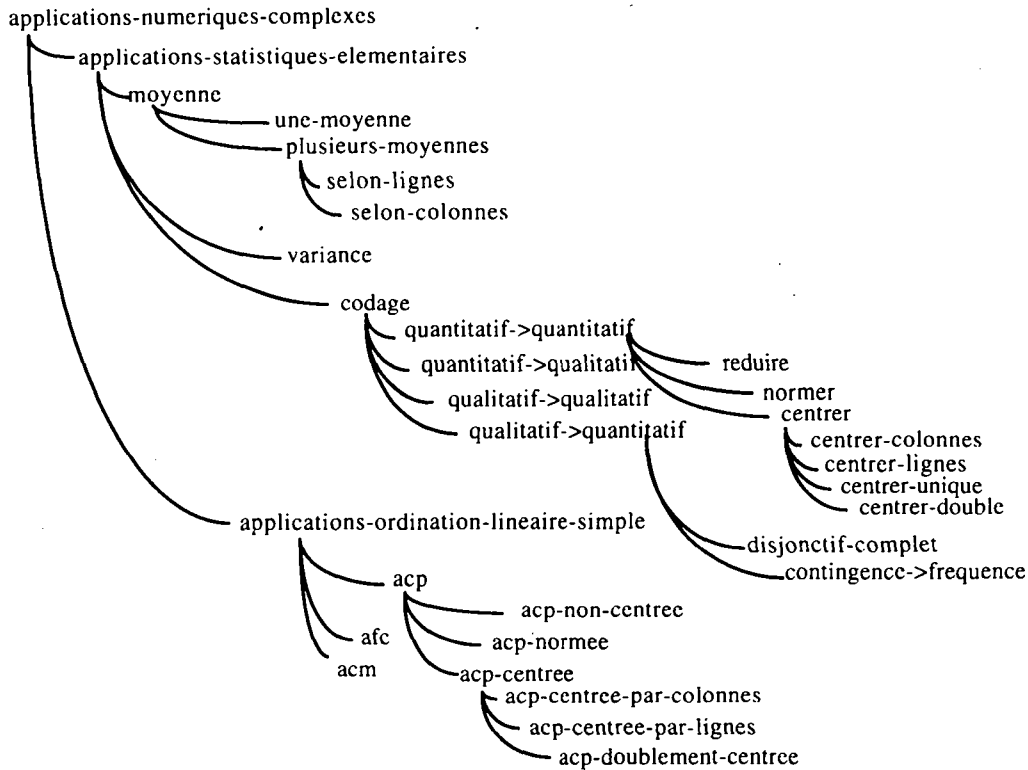 applications-numeriques-complexes
applications-statistiques-elementaires
moyenne
une-moyenne
plusieurs-moyennes
selon-lignes
selon-colonnes
variance
codage
quantitatif->quantitatif
quantitatif->qualitatif
reduire
qualitatif->qualitatif
normer
qualitatif->quantitatif
centrer
centrer-colonnes
centrer-lignes
centrer-unique
centrer-double
applications-ordination-lineaire-simple
disjonctif-complet
contingence->frequence
acp
acp-non-centree
afc
acp-normee
acm
acp-centree
acp-centree-par-colonnes
acp-centree-par-lignes
acp-doublement-centree